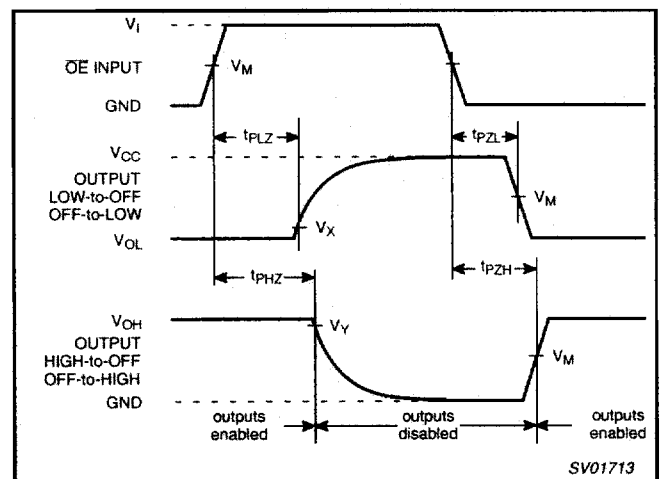 VI
OE INPUT
VM
GND
tPLZ
tPZL
VCC
OUTPUT
LOW-to-OFF
OFF-to-LOW
VM
VX
VOL
tPHZ
tPZH
VOH
VY
OUTPUT
HIGH-to-OFF
OFF-to-HIGH
VM
GND
outputs
enabled
outputs
disabled
outputs
enabled
SV01713